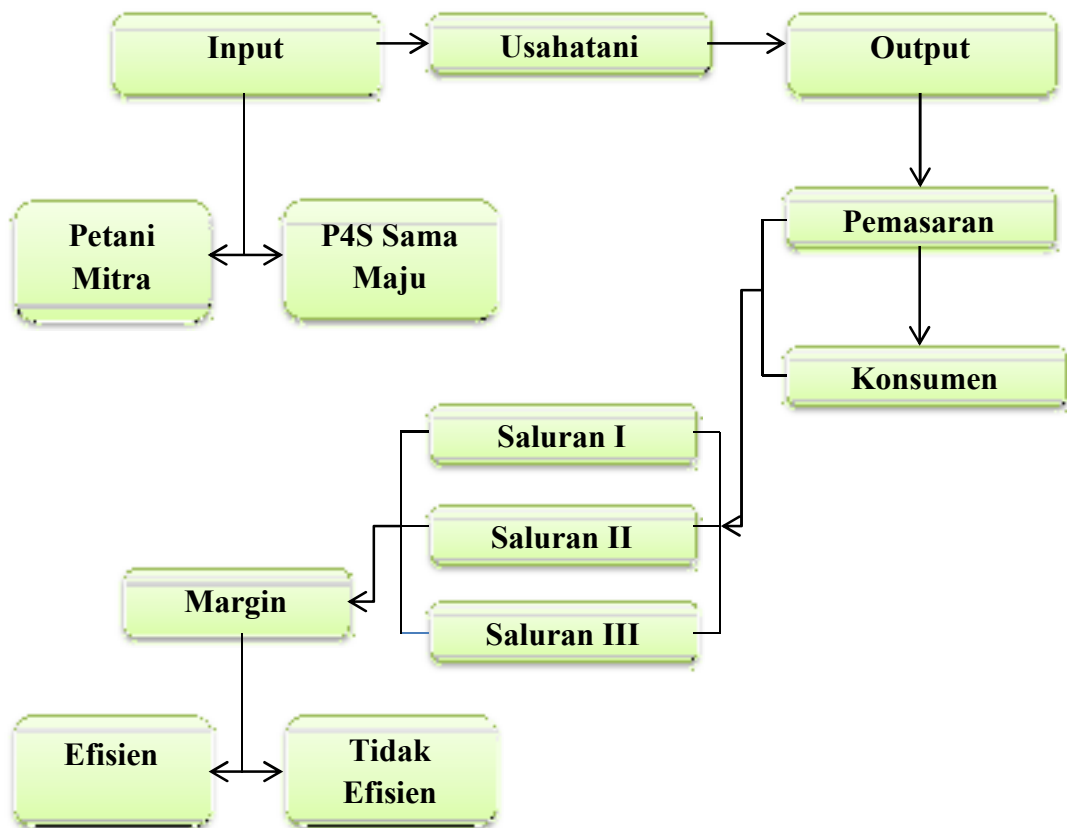 Input
Usahatani
Output
Petani
Mitra
P4S Sama
Maju
Pemasaran
Konsumen
Saluran I
Saluran II
Saluran III
Margin
Efisien
Tidak
Efisien